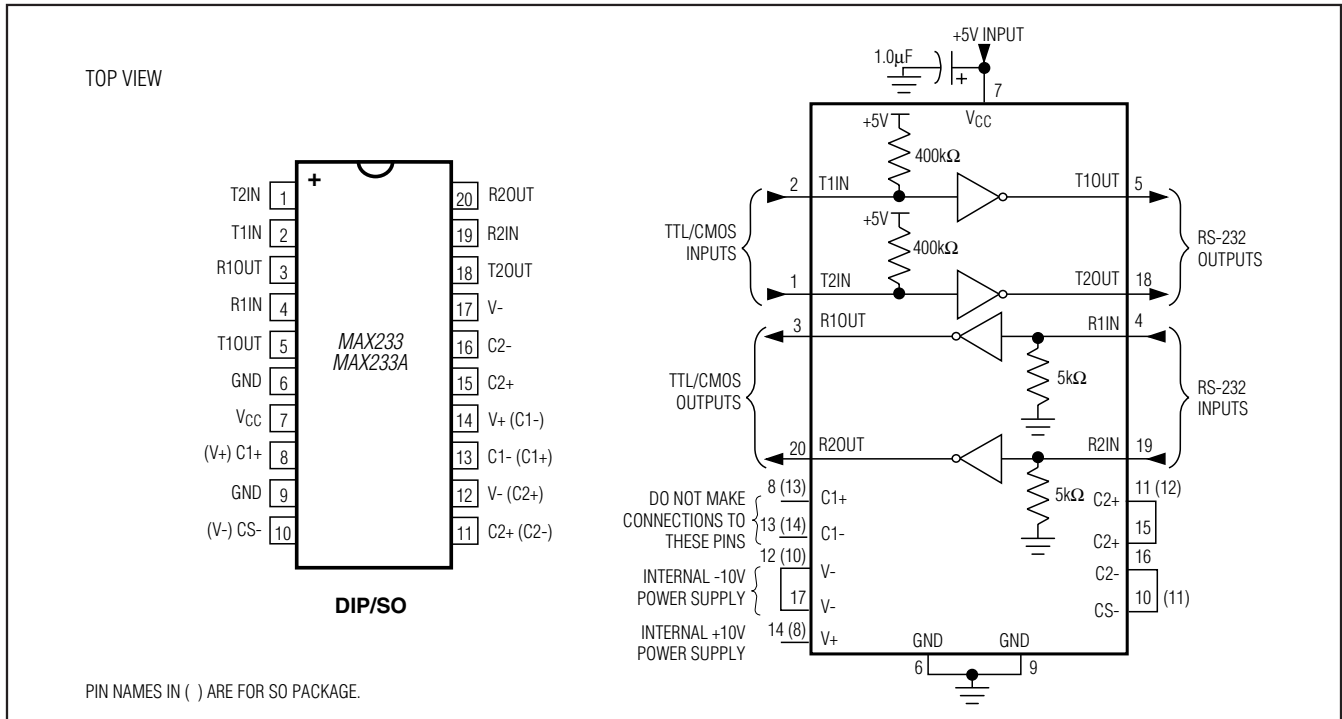 TOP VIEW
+
T2IN 1
T1IN 2
R1OUT 3
R1IN 4
T1OUT 5
GND 6
VCC 7
(V+) C1+ 8
GND 9
(V-) CS- 10
MAX233
MAX233A
20 R2OUT
19 R2IN
18 T2OUT
17 V-
16 C2-
15 C2+
14 V+ (C1-)
13 C1- (C1+)
12 V- (C2+)
11 C2+ (C2-)
DIP/SO
PIN NAMES IN ( ) ARE FOR SO PACKAGE.
+5V INPUT
1.0μF
+
7
VCC
+5V
400kΩ
2 T1IN T1OUT 5
+5V
400kΩ
TTL/CMOS
INPUTS
RS-232
OUTPUTS
1 T2IN T2OUT 18
3 R1OUT R1IN 4
5kΩ
TTL/CMOS
OUTPUTS
RS-232
INPUTS
20 R2OUT R2IN 19
5kΩ
DO NOT MAKE
CONNECTIONS TO
THESE PINS
8 (13) C1+
13 (14) C1-
INTERNAL -10V
POWER SUPPLY
12 (10) V-
17 V-
INTERNAL +10V
POWER SUPPLY
14 (8) V+
C2+ 11 (12)
C2+ 15
C2- 16
CS- 10 (11)
GND GND
6 9